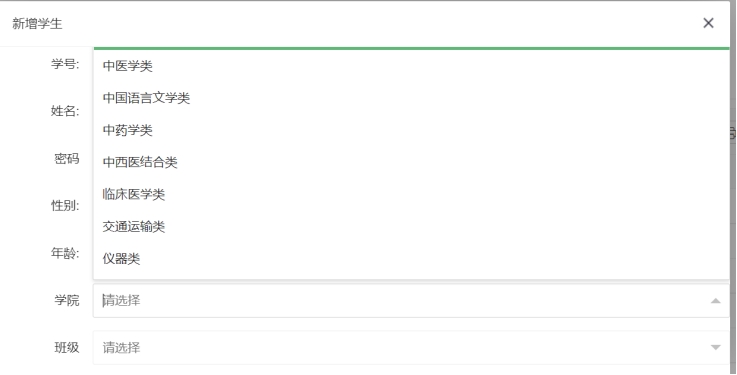 新增学生
学号:
中医学类
中国语言文学类
姓名:
中药学类
密码
中西医结合类
临床医学类
性别:
交通运输类
年龄:
仪器类
学院
请选择
班级
请选择